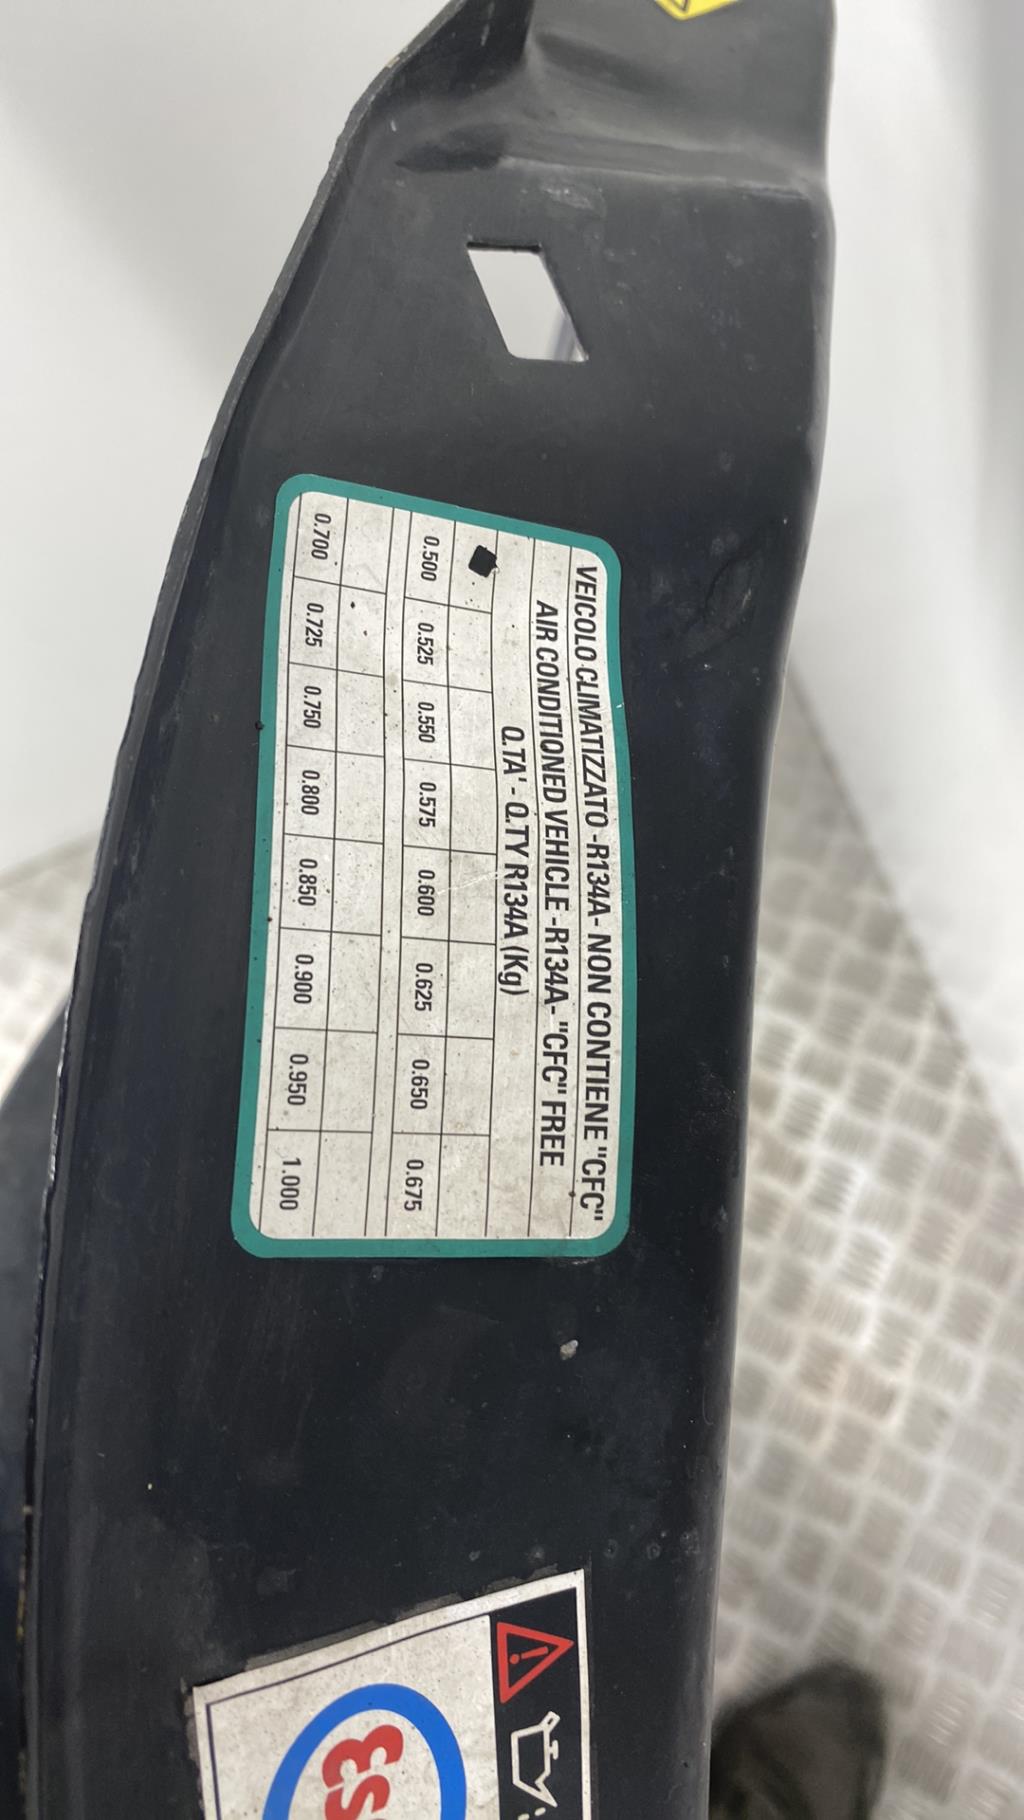 VEICOLO CLIMATIZZATO -R134A- NON CONTIENE "CFC"
AIR CONDITIONED VEHICLE -R134A- "CFC" FREE
Q.TA' - Q.TY R134A (Kg)
0.500 0.525 0.550 0.575 0.600 0.625 0.650 0.675
0.700 0.725 0.750 0.800 0.850 0.900 0.950 1.000